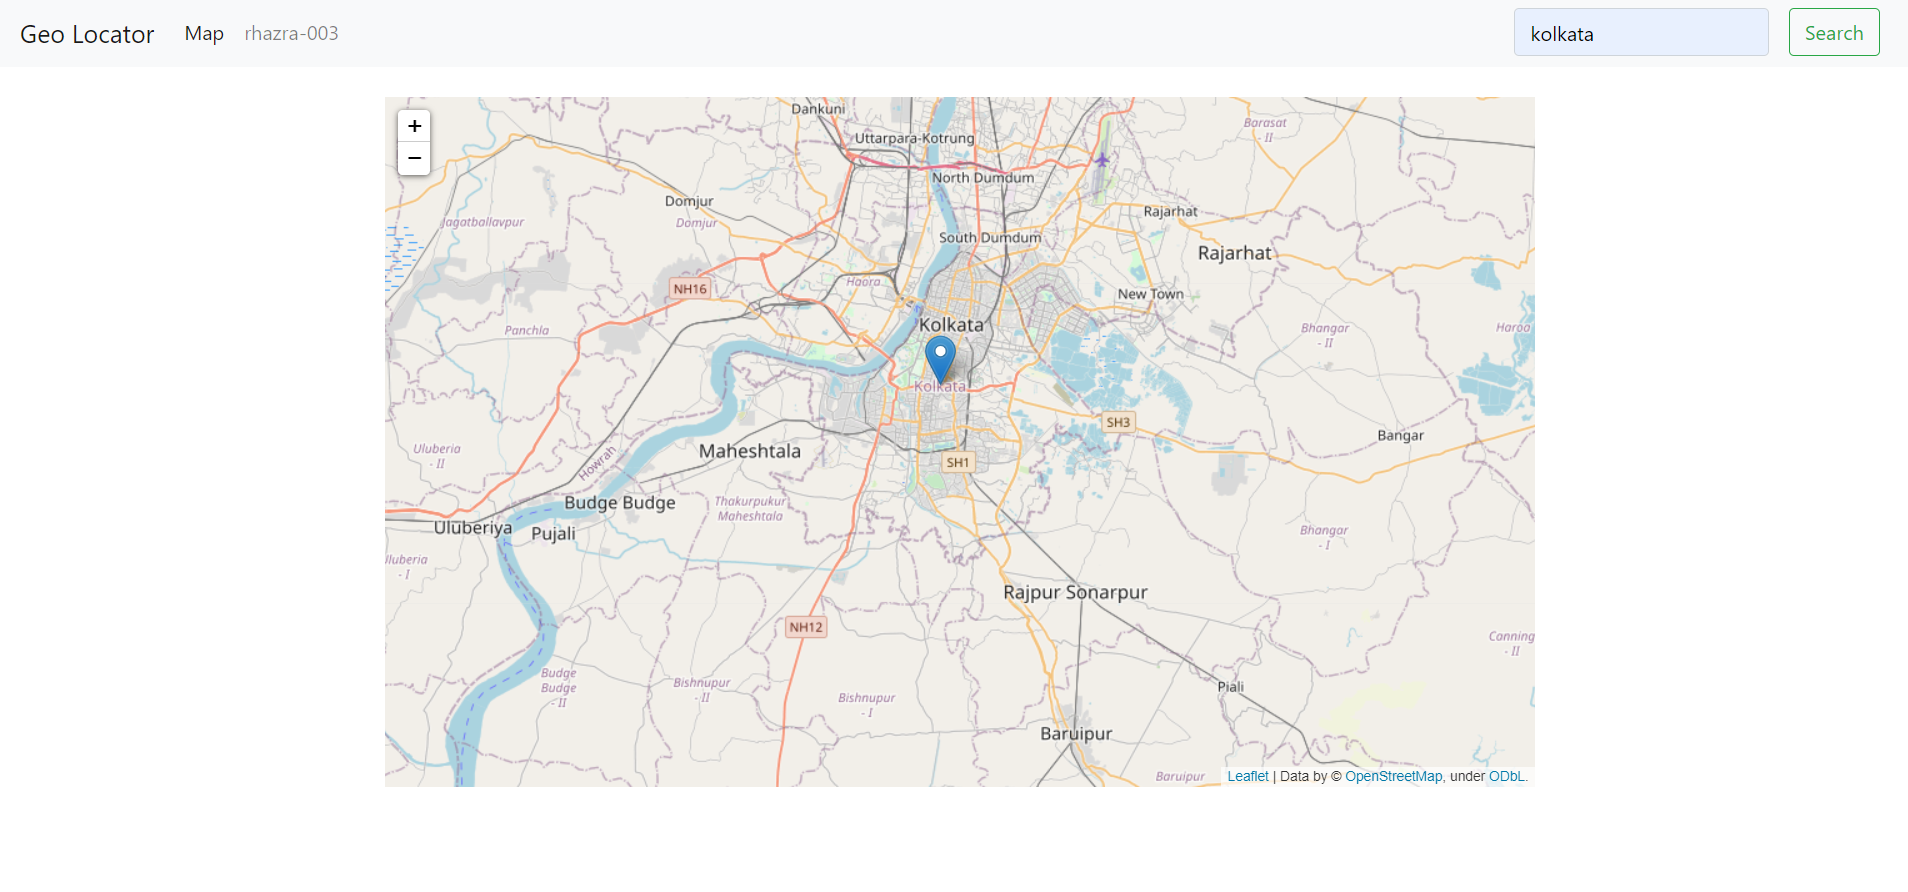 Geo Locator Map rhazra-003 kolkata Search
+
−
Dankuni
Barasat
- II
Uttarpara-Kotrung
North Dumdum
Domjur
Rajarhat
Jagatballavpur
Domjur
South Dumdum
Rajarhat
Haora
NH16
New Town
Panchla
Kolkata
Bhangar
- II
Haroa
Kolkata
SH3
Bangar
Uluberia
- II
Maheshtala
Howrah
SH1
Budge Budge
Thakurpukur
Maheshtala
Uluberiya
Pujali
Bhangar
- I
Uluberia
- I
Rajpur Sonarpur
NH12
Canning
- II
Budge
Budge
- II
Bishnupur
- II
Bishnupur
- I
Piali
Baruipur
Baruipur
Leaflet | Data by © OpenStreetMap, under ODbL.